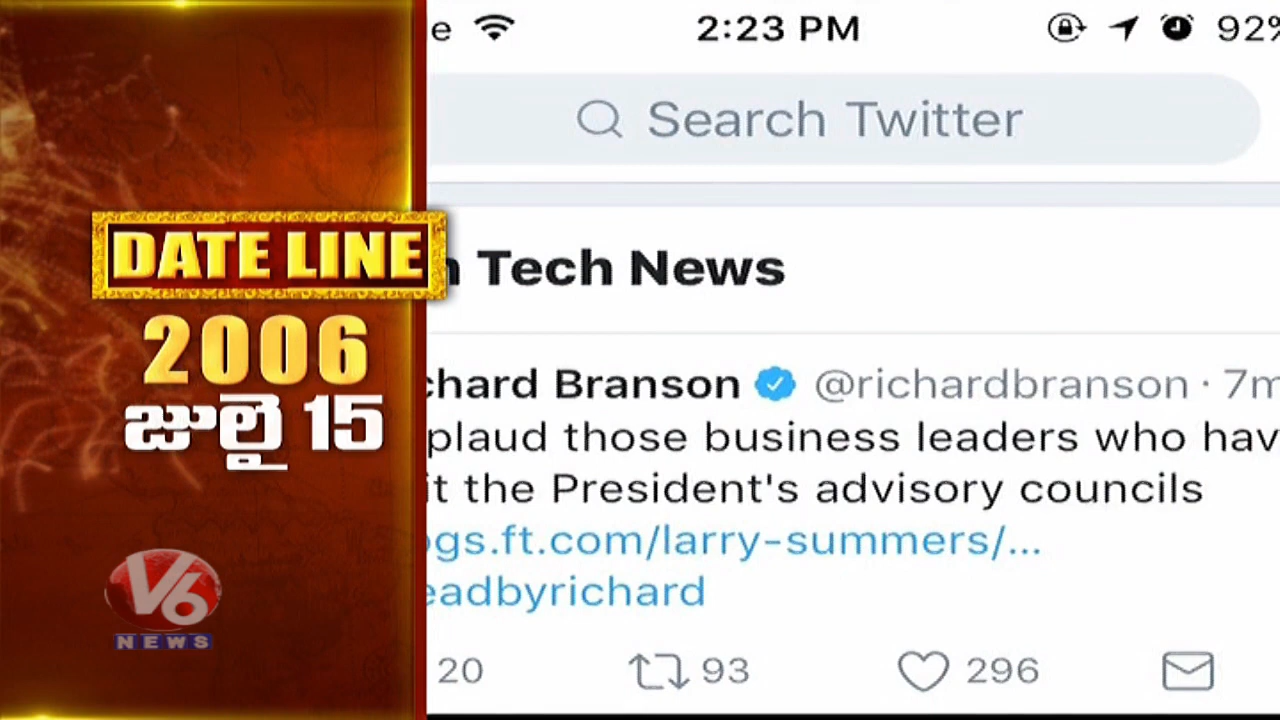 DATE LINE
2006
జులై 15
V6
NEWS
e 2:23 PM 92%
Search Twitter
n Tech News
chard Branson @richardbranson · 7m
plaud those business leaders who hav
it the President's advisory councils
ogs.ft.com/larry-summers/...
eadbyrichard
20 93 296